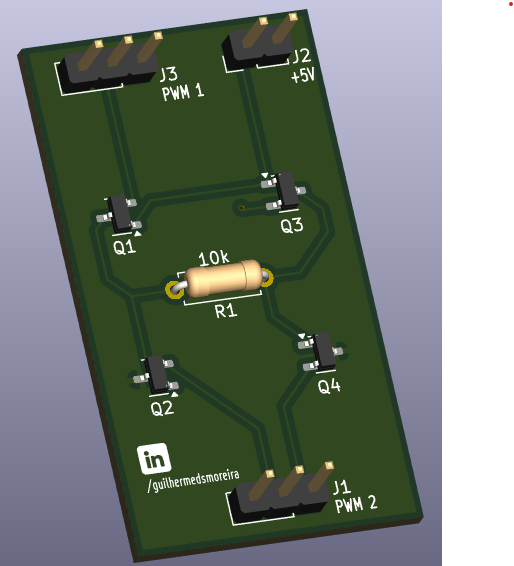 J2
+5V
J3
PWM 1
Q1
Q3
10k
R1
Q4
Q2
in
/guilhermedsmoreira
J1
PWM 2